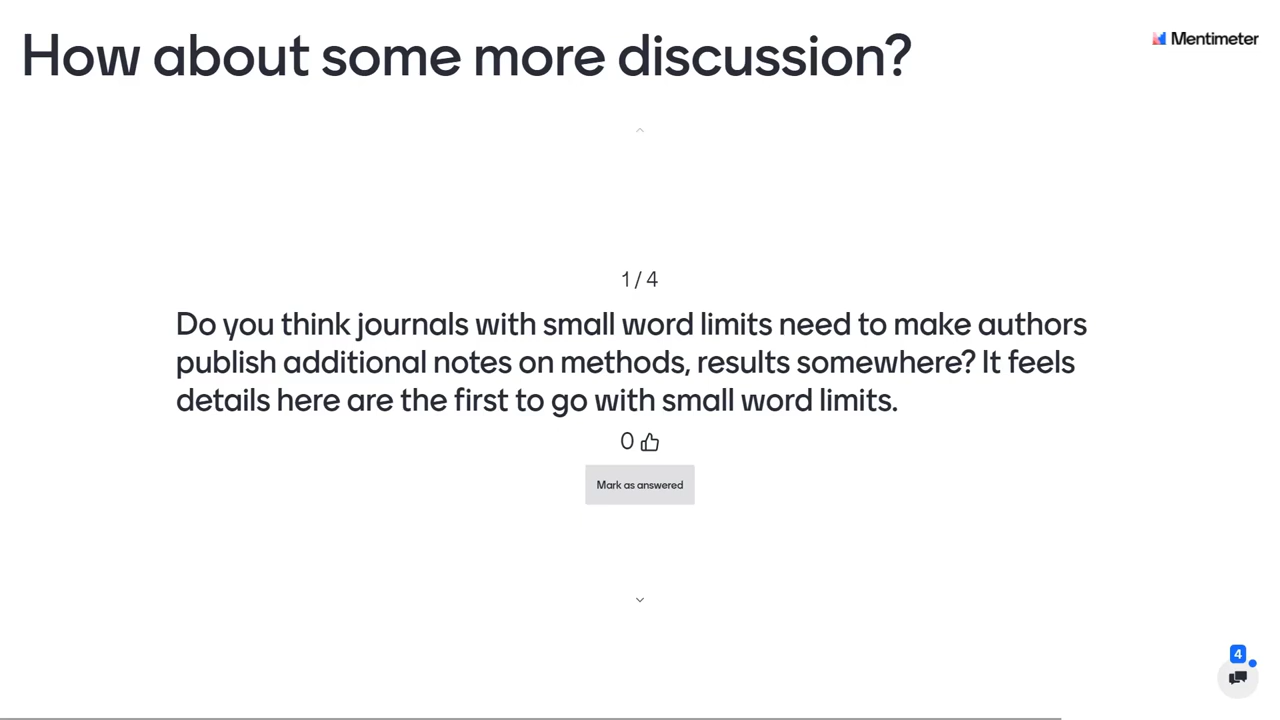 How about some more discussion?
Mentimeter
1 / 4
Do you think journals with small word limits need to make authors
publish additional notes on methods, results somewhere? It feels
details here are the first to go with small word limits.
0
Mark as answered
4